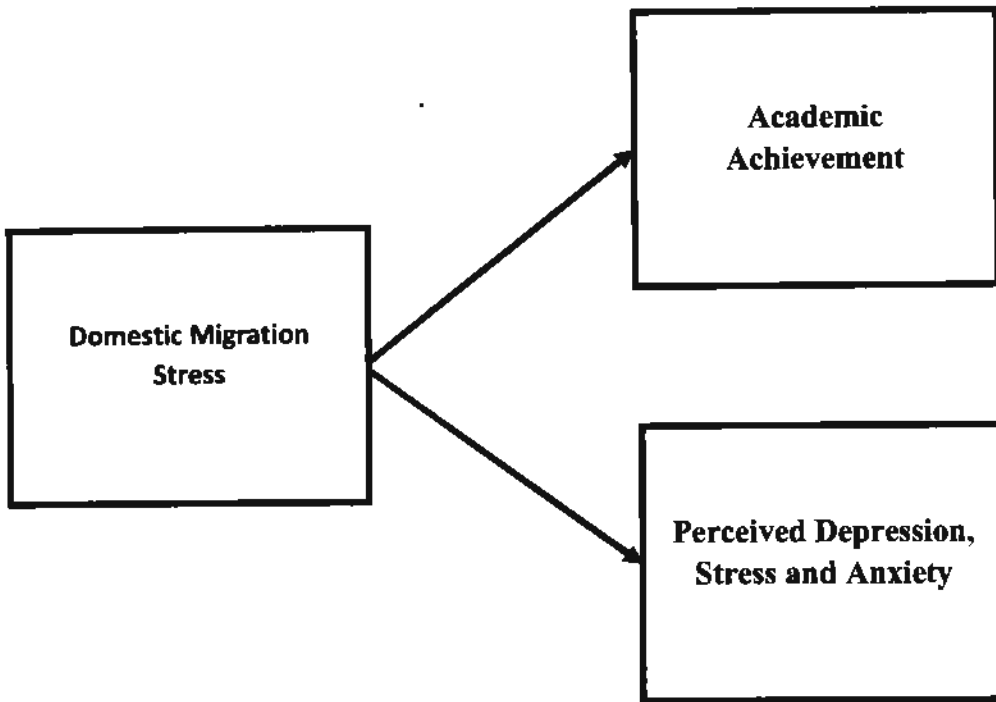 Academic
Achievement
Domestic Migration
Stress
Perceived Depression,
Stress and Anxiety